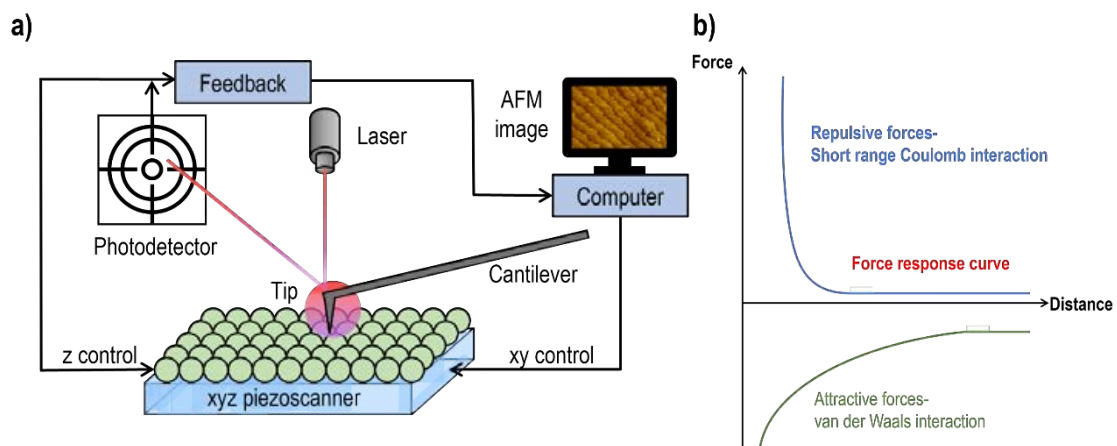 a)
Feedback
Laser
AFM
image
Computer
Photodetector
Cantilever
Tip
z control
xy control
xyz piezoscanner
b)
Force
Repulsive forces-
Short range Coulomb interaction
Force response curve
Distance
Attractive forces-
van der Waals interaction